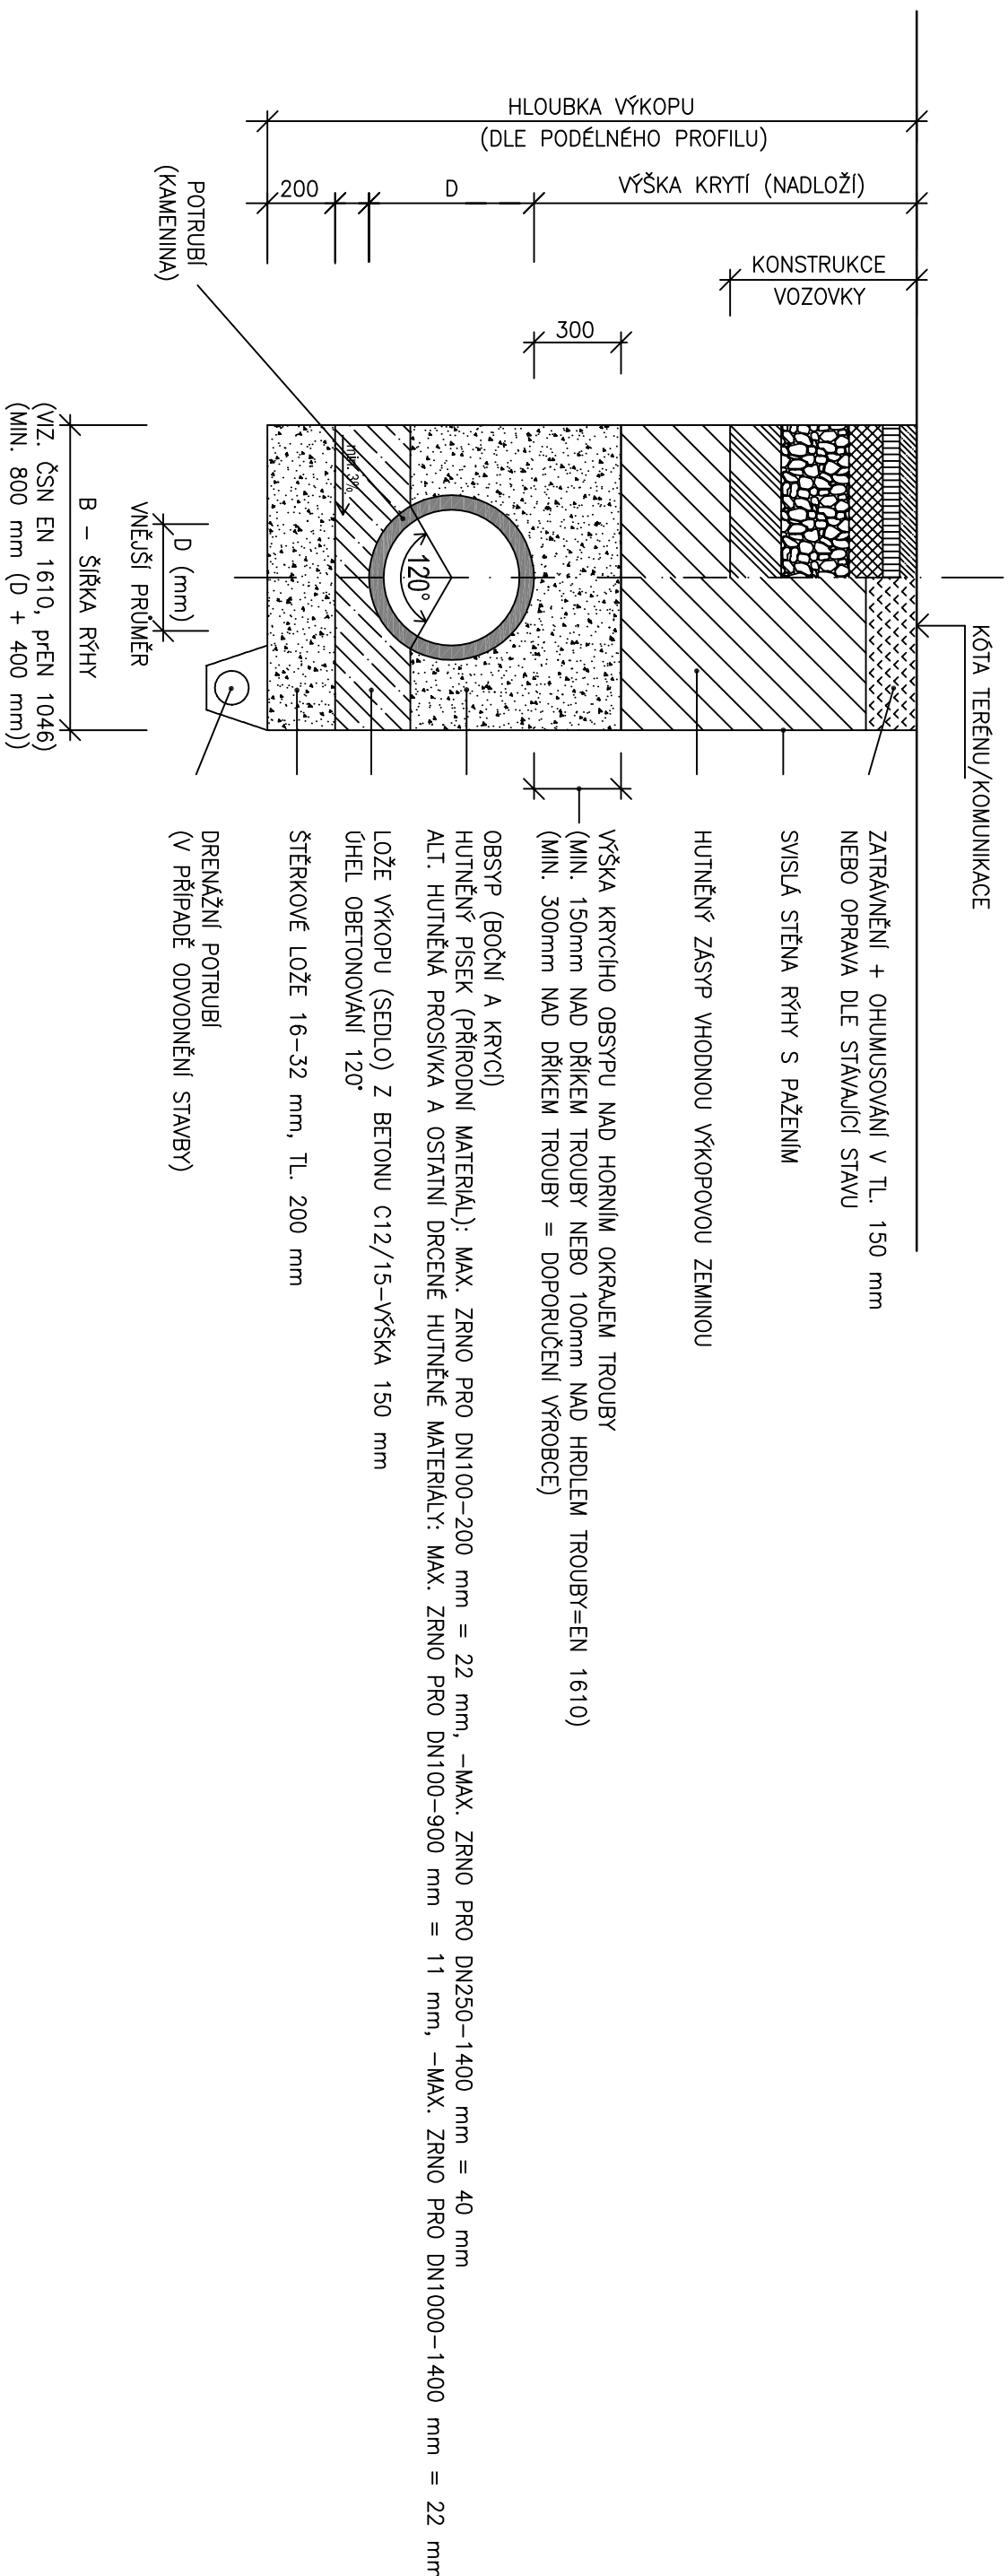 KÓTA TERÉNU/KOMUNIKACE
HLOUBKA VÝKOPU
(DLE PODÉLNÉHO PROFILU)
VÝŠKA KRYTÍ (NADLOŽÍ)
D
200
KONSTRUKCE
VOZOVKY
300
POTRUBÍ
(KAMENINA)
120°
min. 3%
ZATRÁVNĚNÍ + OHUMUSOVÁNÍ V TL. 150 mm
NEBO OPRAVA DLE STÁVAJÍCÍ STAVU
SVISLÁ STĚNA RÝHY S PAŽENÍM
HUTNĚNÝ ZÁSYP VHODNOU VÝKOPOVOU ZEMINOU
VÝŠKA KRYCÍHO OBSYPU NAD HORNÍM OKRAJEM TROUBY
(MIN. 150mm NAD DŘÍKEM TROUBY NEBO 100mm NAD HRDLEM TROUBY=EN 1610)
(MIN. 300mm NAD DŘÍKEM TROUBY = DOPORUČENÍ VÝROBCE)
OBSYP (BOČNÍ A KRYCÍ)
HUTNĚNÝ PÍSEK (PŘÍRODNÍ MATERIÁL): MAX. ZRNO PRO DN100-200 mm = 22 mm, -MAX. ZRNO PRO DN250-1400 mm = 40 mm
ALT. HUTNĚNÁ PROSIVKA A OSTATNÍ DRCENÉ HUTNĚNÉ MATERIÁLY: MAX. ZRNO PRO DN100-900 mm = 11 mm, -MAX. ZRNO PRO DN1000-1400 mm = 22 mm
LOŽE VÝKOPU (SEDLO) Z BETONU C12/15-VÝŠKA 150 mm
ÚHEL OBETONOVÁNÍ 120°
ŠTĚRKOVÉ LOŽE 16-32 mm, TL. 200 mm
DRENÁŽNÍ POTRUBÍ
(V PŘÍPADĚ ODVODNĚNÍ STAVBY)
D (mm)
VNĚJŠÍ PRŮMĚR
B - ŠÍŘKA RÝHY
(VIZ. ČSN EN 1610, prEN 1046)
(MIN. 800 mm (D + 400 mm))